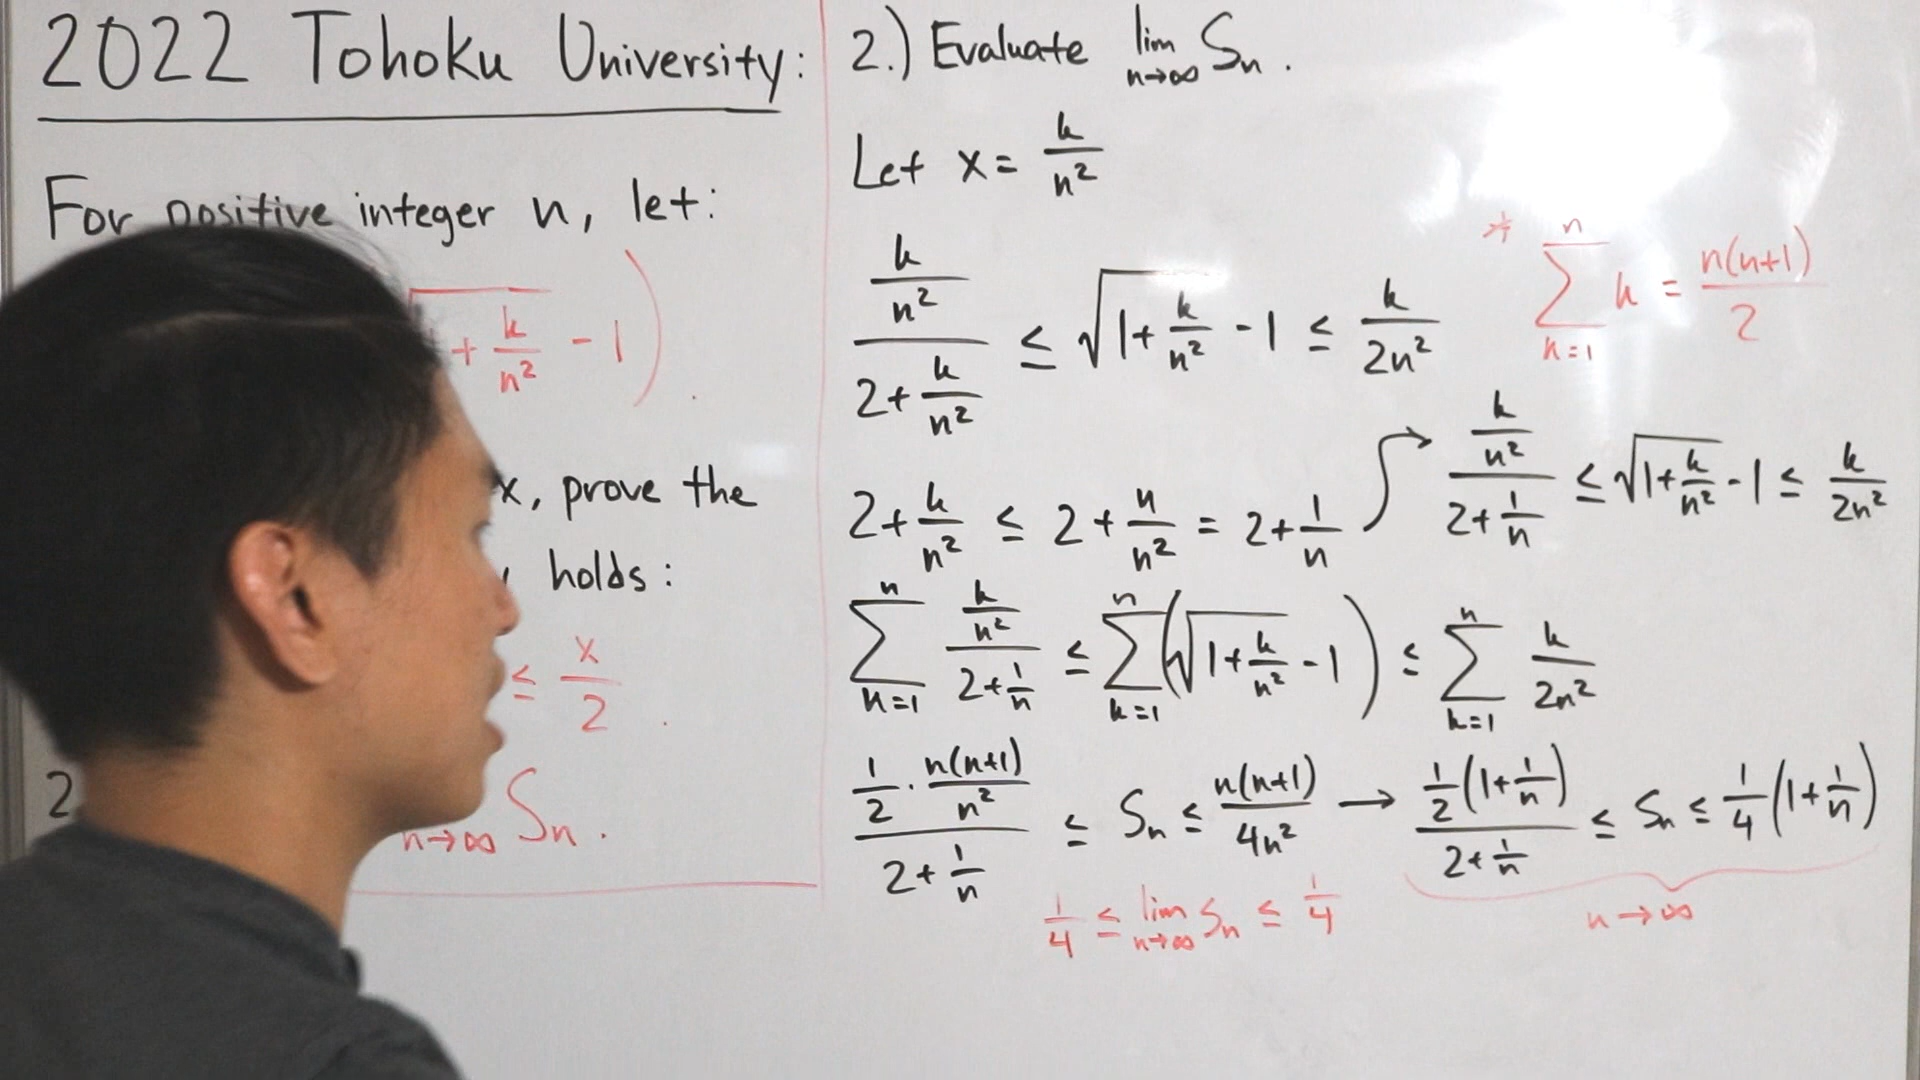 2022 Tohoku University:
For positive integer n, let:
+ k/n² - 1) .
x, prove the
holds:
≤ x/2 .
2
n→∞ Sn .
2.) Evaluate lim n→∞ Sn .
Let x = k/n²
(k/n²)/(2+k/n²) ≤ √(1+k/n²) - 1 ≤ k/2n²
* Σ n k=1 k = n(n+1)/2
2+k/n² ≤ 2+n/n² = 2+1/n → (k/n²)/(2+1/n) ≤ √(1+k/n²) - 1 ≤ k/2n²
Σ n k=1 (k/n²)/(2+1/n) ≤ Σ n k=1 (√(1+k/n²) - 1) ≤ Σ n k=1 k/2n²
(1/2 · n(n+1)/n²)/(2+1/n) ≤ Sn ≤ n(n+1)/4n² → (1/2(1+1/n))/(2+1/n) ≤ Sn ≤ 1/4(1+1/n)
1/4 ≤ lim n→∞ Sn ≤ 1/4
n→∞